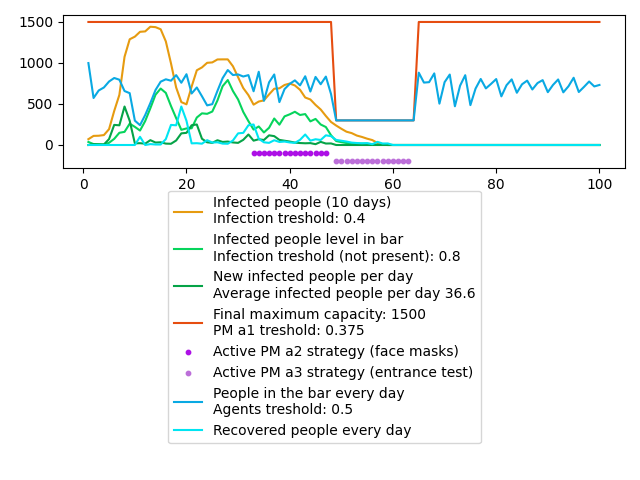 1500
1000
500
0
0 20 40 60 80 100
Infected people (10 days)
Infection treshold: 0.4
Infected people level in bar
Infection treshold (not present): 0.8
New infected people per day
Average infected people per day 36.6
Final maximum capacity: 1500
PM a1 treshold: 0.375
Active PM a2 strategy (face masks)
Active PM a3 strategy (entrance test)
People in the bar every day
Agents treshold: 0.5
Recovered people every day